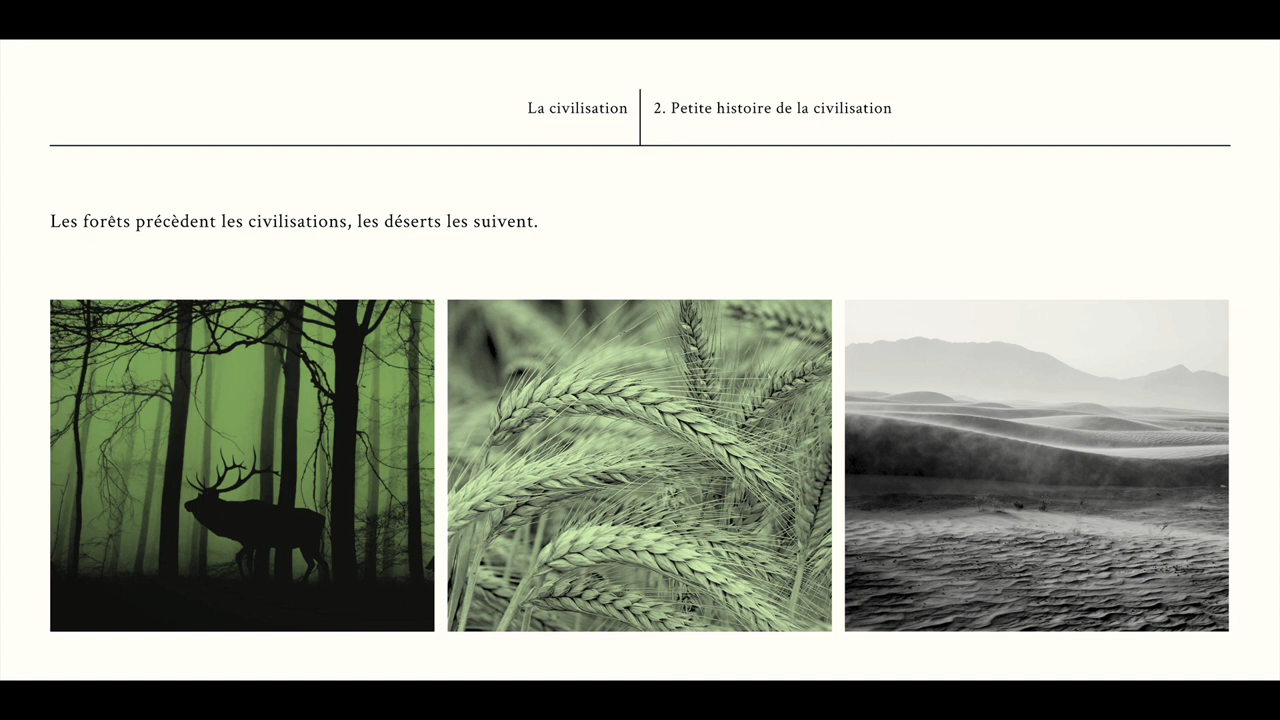 La civilisation
2. Petite histoire de la civilisation
Les forêts précèdent les civilisations, les déserts les suivent.